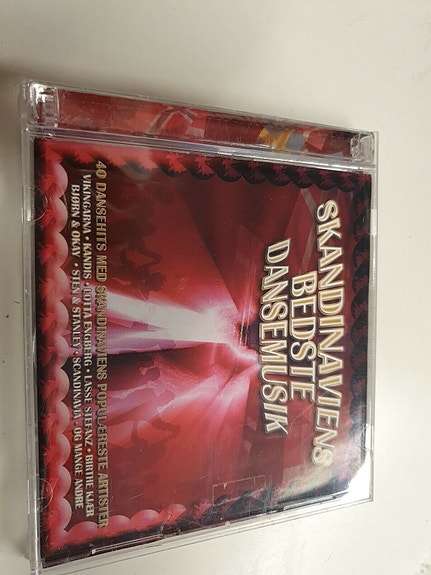 SKANDINAVIENS
BEDSTE
DANSEMUSIK
40 DANSEHITS MED SKANDINAVIENS POPULÆRESTE ARTISTER
VIKINGARNA • KANDIS • LOTTA ENGBERG • LASSE STEFANZ • BIRTHE KJÆR
BJØRN & OKAY • STEN & STANLEY • SCANDINAVIA - OG MANGE ANDRE